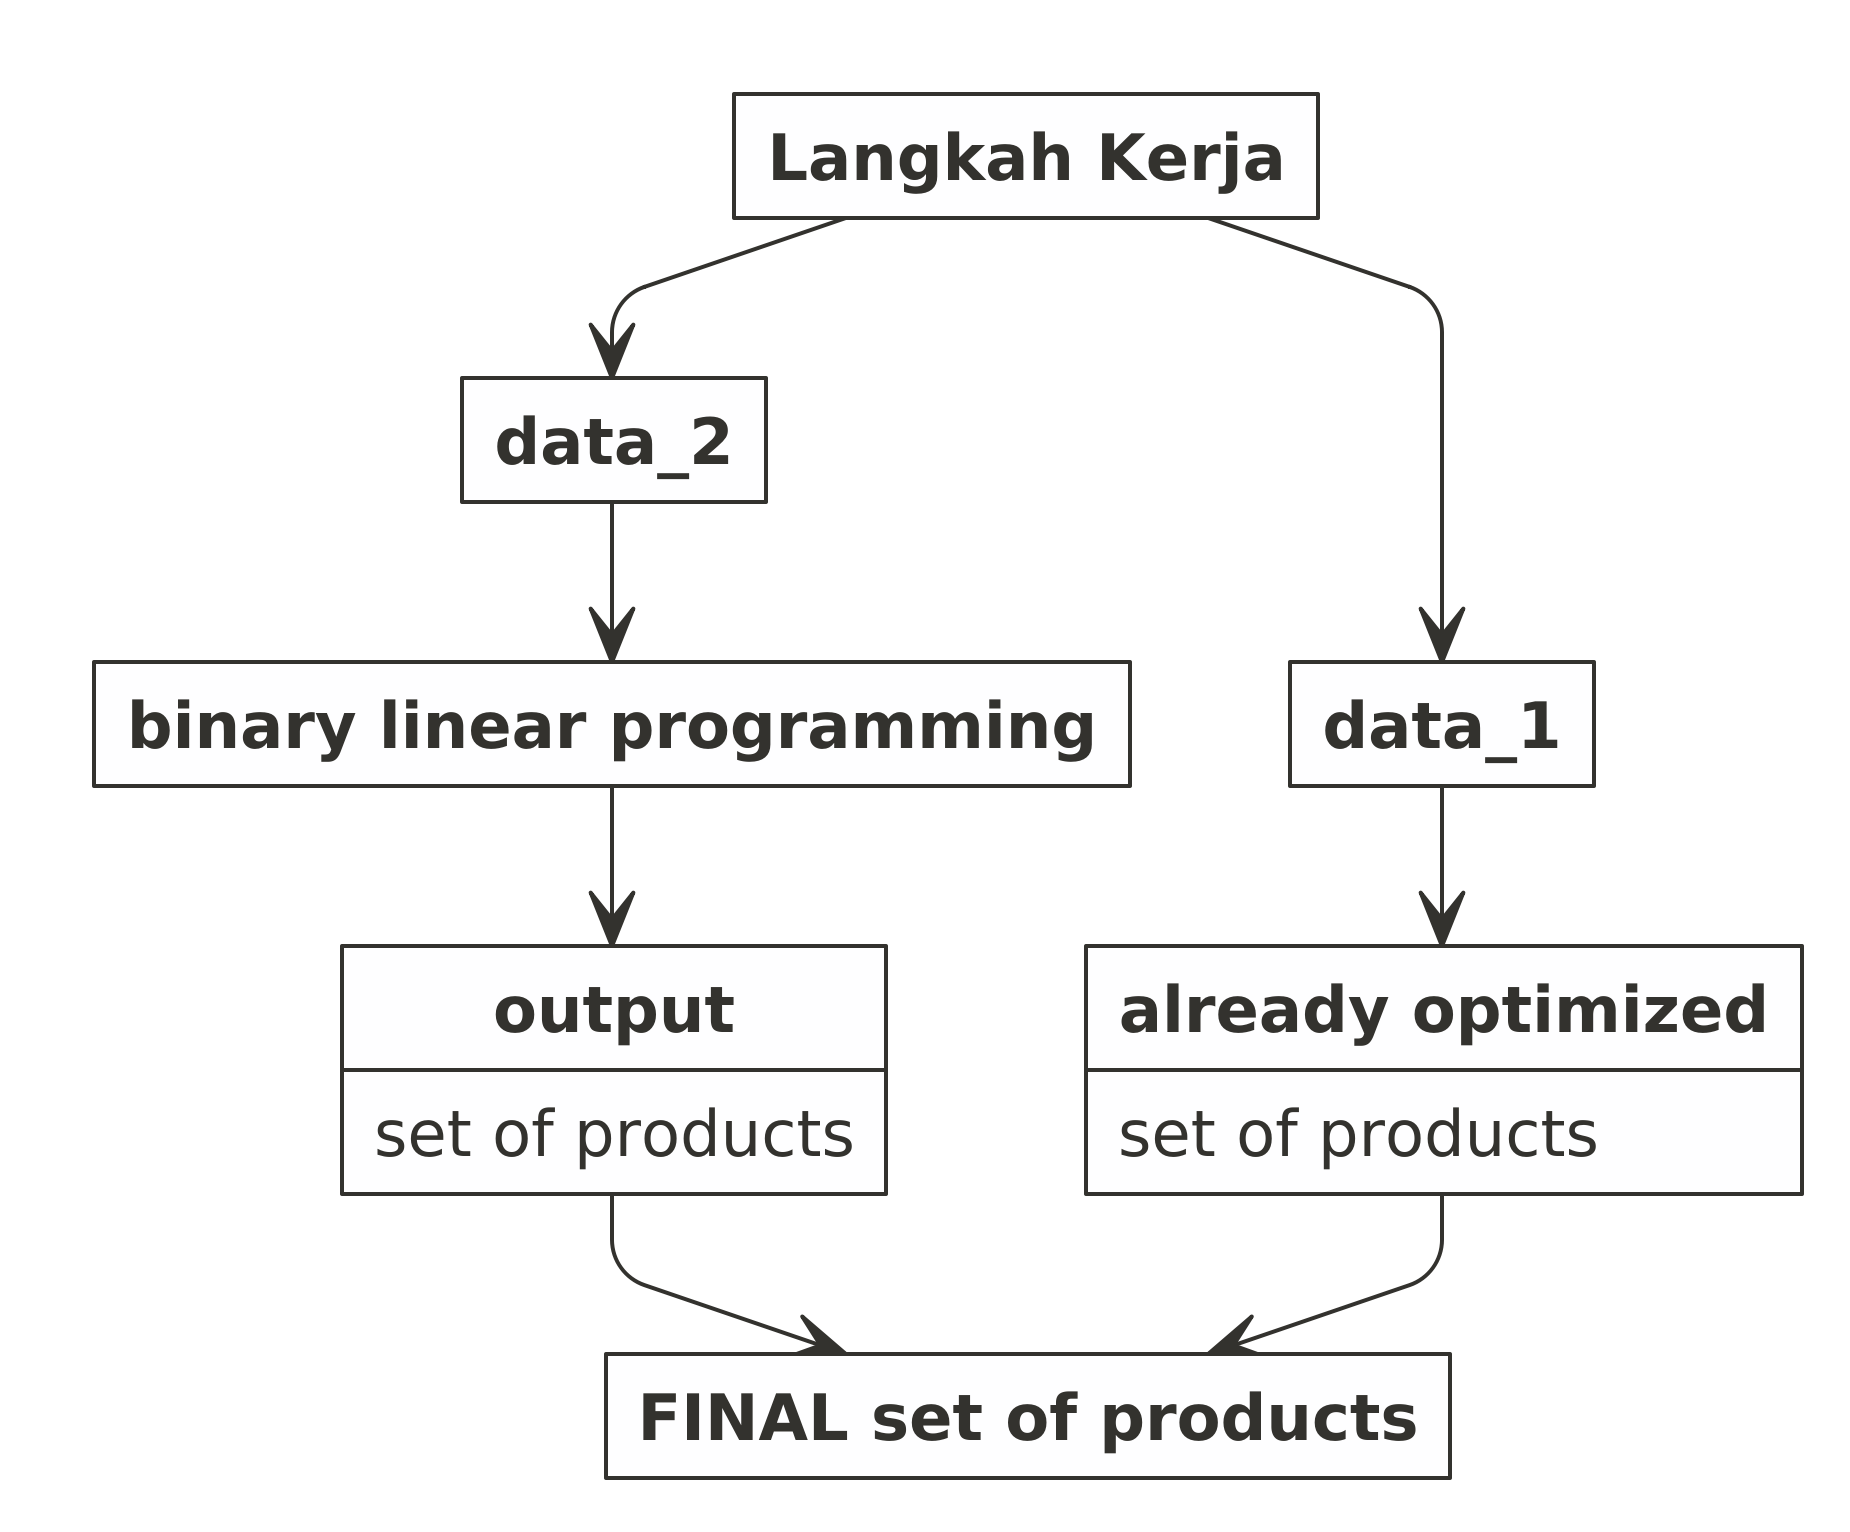 Langkah Kerja
data_2
binary linear programming
data_1
output
set of products
already optimized
set of products
FINAL set of products